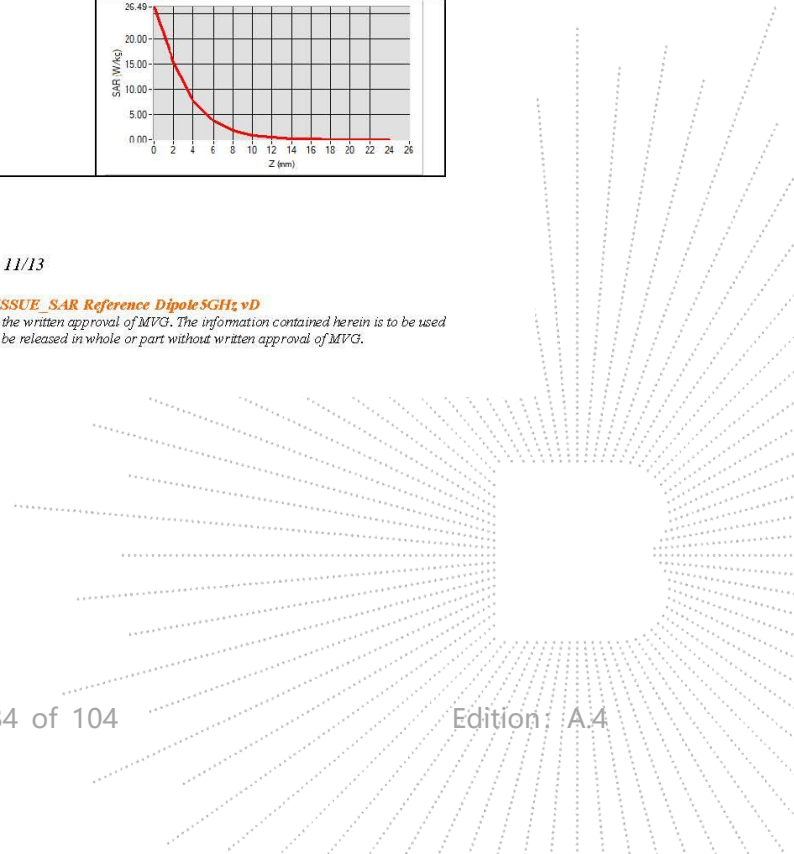 26.49
20.00
15.00
10.00
5.00
0.00
SAR (W/kg)
0 2 4 6 8 10 12 14 16 18 20 22 24 26
Z (mm)
11/13
SSUE_SAR Reference Dipole5GHz vD
the written approval of MVG. The information contained herein is to be used
be released in whole or part without written approval of MVG.
4 of 104
Edition: A.4